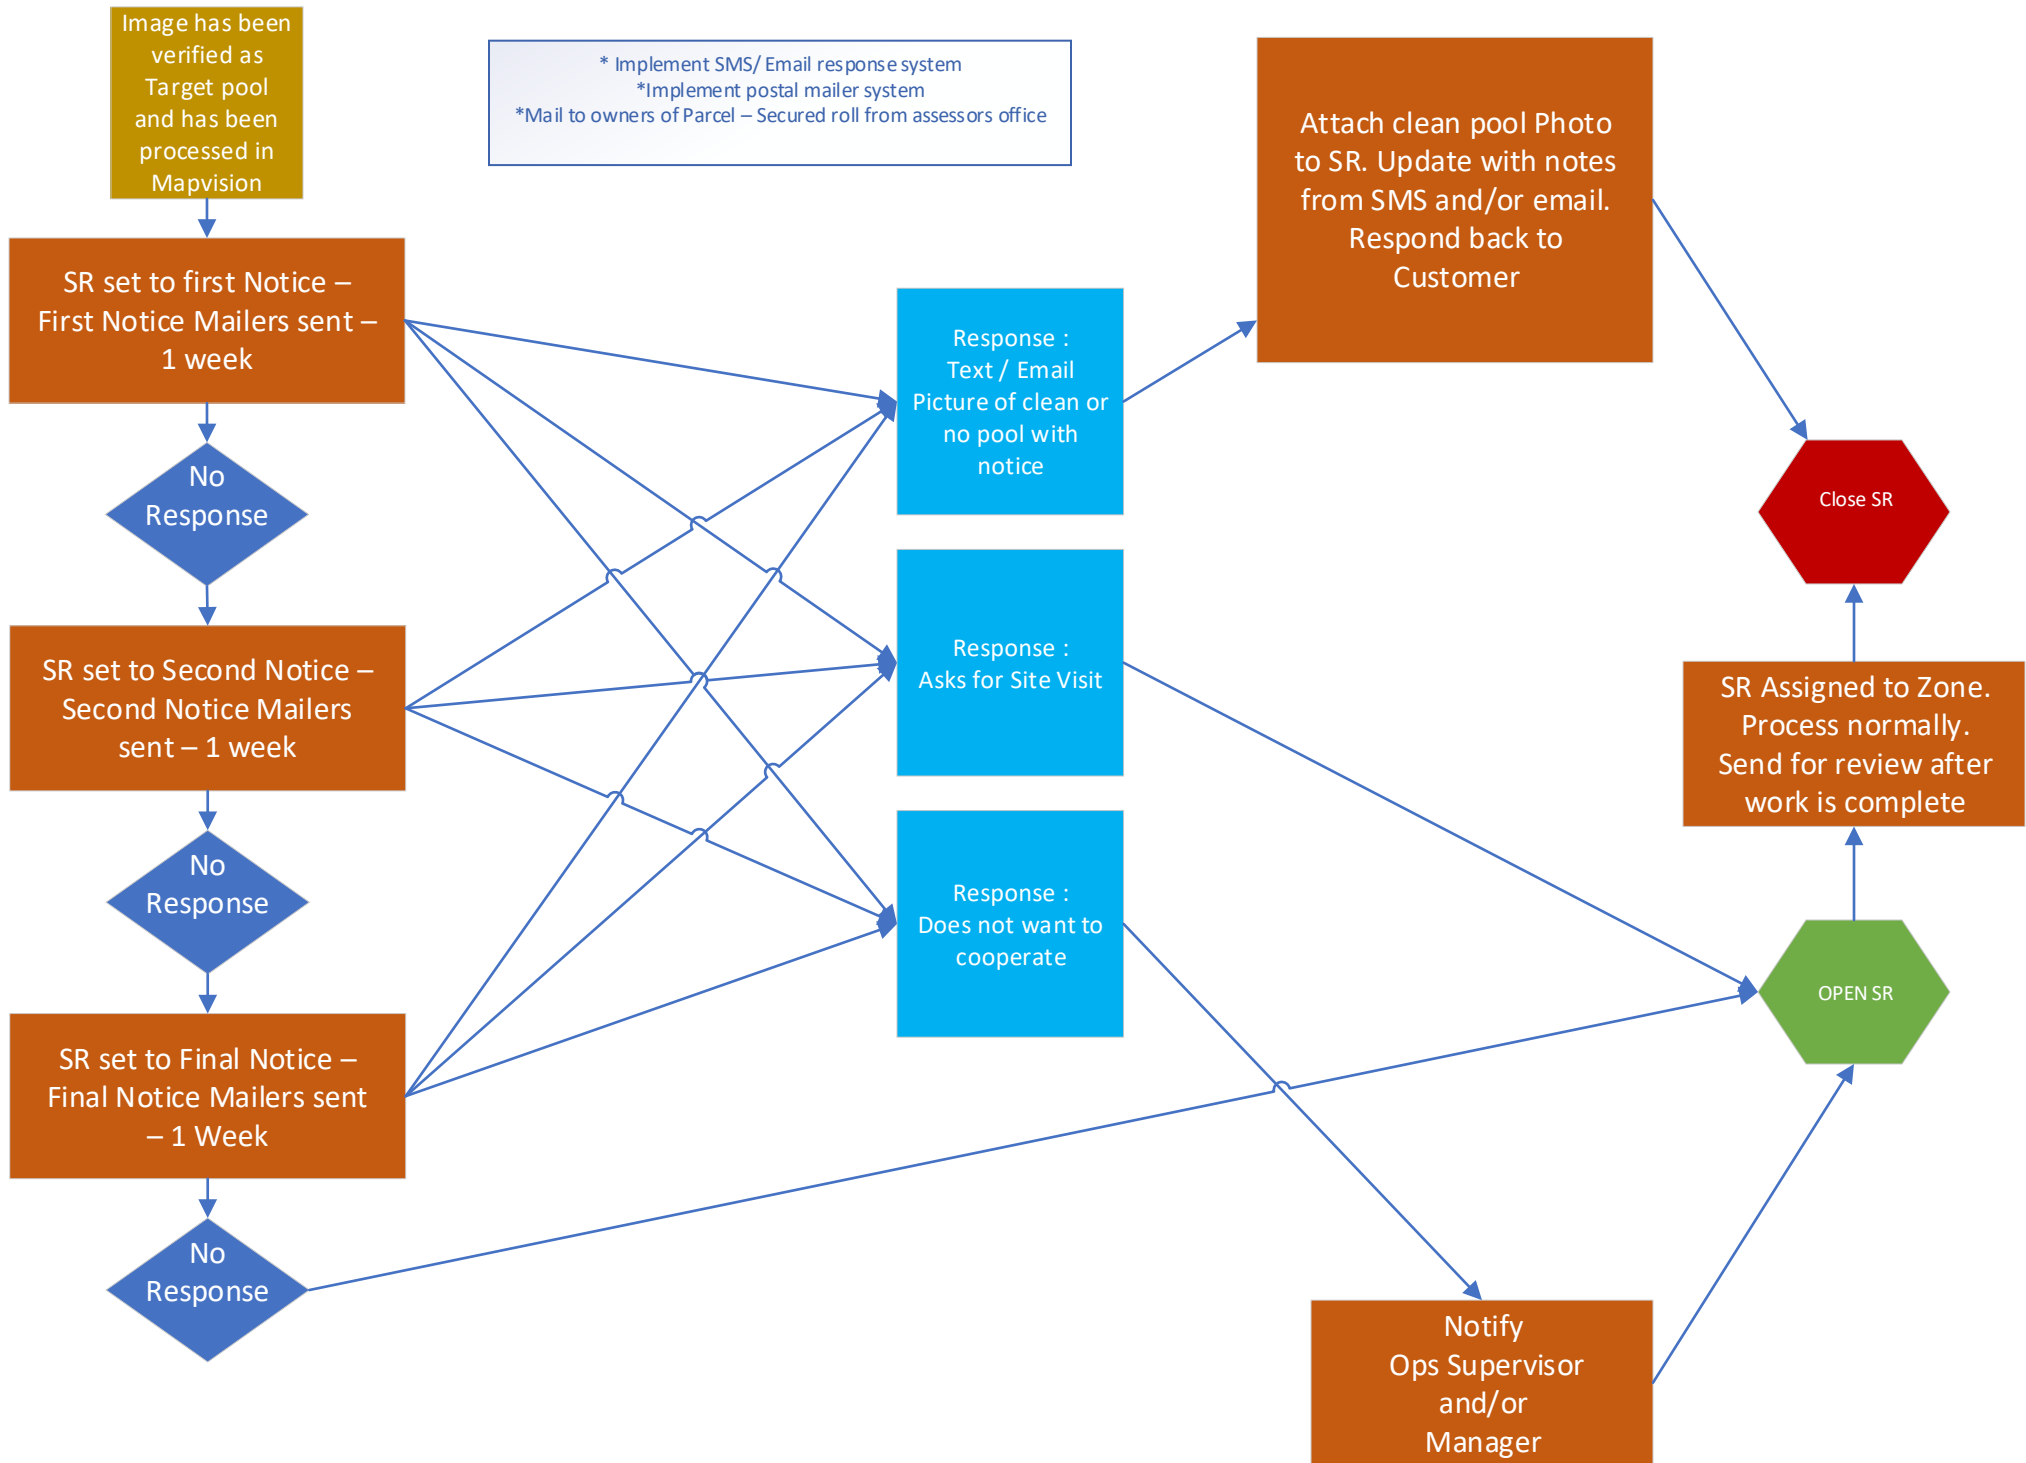 Image has been
verified as
Target pool
and has been
processed in
Mapvision
* Implement SMS/ Email response system
*Implement postal mailer system
*Mail to owners of Parcel – Secured roll from assessors office
SR set to first Notice –
First Notice Mailers sent –
1 week
No
Response
SR set to Second Notice –
Second Notice Mailers
sent – 1 week
No
Response
SR set to Final Notice –
Final Notice Mailers sent
– 1 Week
No
Response
Response :
Text / Email
Picture of clean or
no pool with
notice
Response :
Asks for Site Visit
Response :
Does not want to
cooperate
Attach clean pool Photo
to SR. Update with notes
from SMS and/or email.
Respond back to
Customer
Close SR
SR Assigned to Zone.
Process normally.
Send for review after
work is complete
OPEN SR
Notify
Ops Supervisor
and/or
Manager